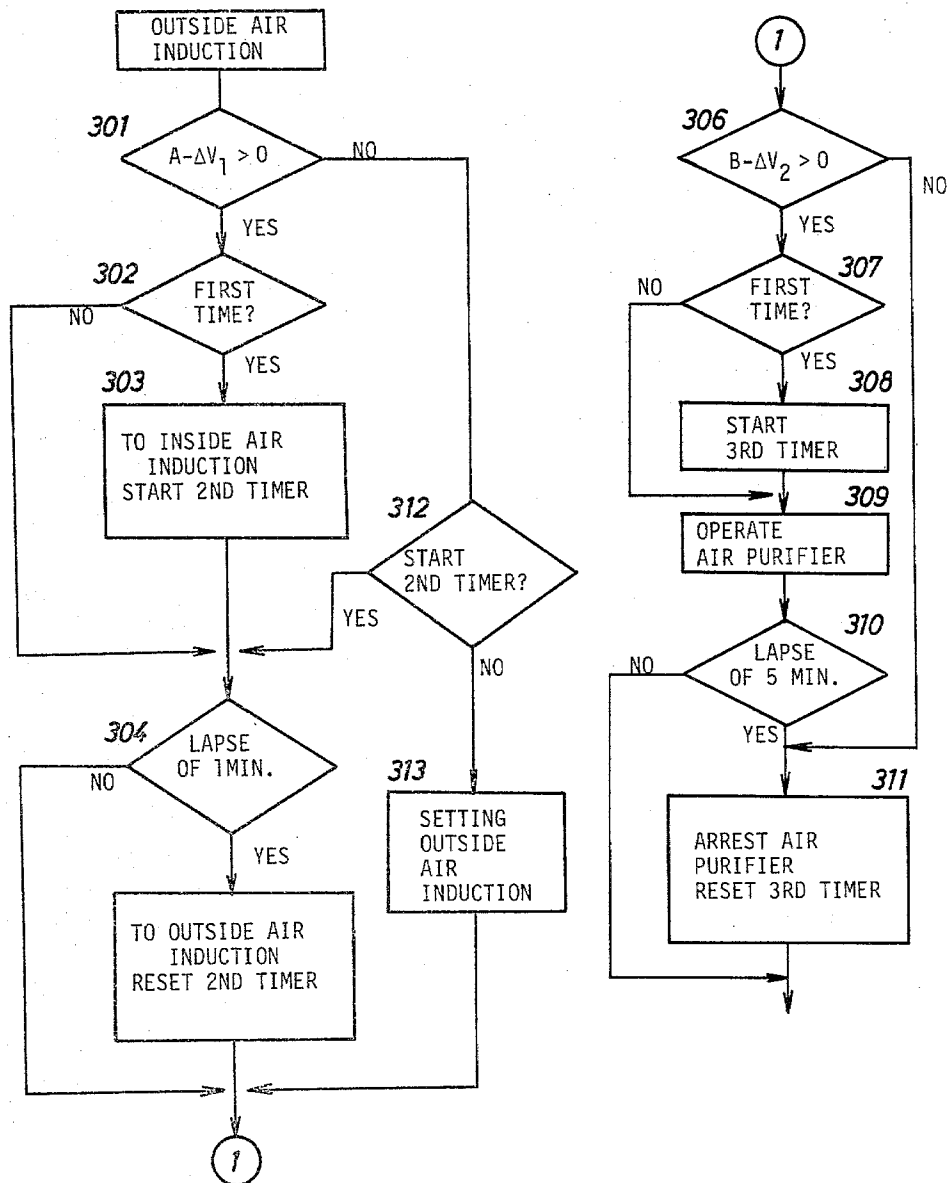 OUTSIDE AIR
INDUCTION
301
A-ΔV1 > 0
NO
YES
302
FIRST
TIME?
NO
YES
303
TO INSIDE AIR
INDUCTION
START 2ND TIMER
312
START
2ND TIMER?
YES
NO
304
LAPSE
OF 1MIN.
NO
YES
313
SETTING
OUTSIDE
AIR
INDUCTION
TO OUTSIDE AIR
INDUCTION
RESET 2ND TIMER
1
1
306
B-ΔV2 > 0
NO
YES
307
FIRST
TIME?
NO
YES
308
START
3RD TIMER
309
OPERATE
AIR PURIFIER
310
LAPSE
OF 5 MIN.
NO
YES
311
ARREST AIR
PURIFIER
RESET 3RD TIMER